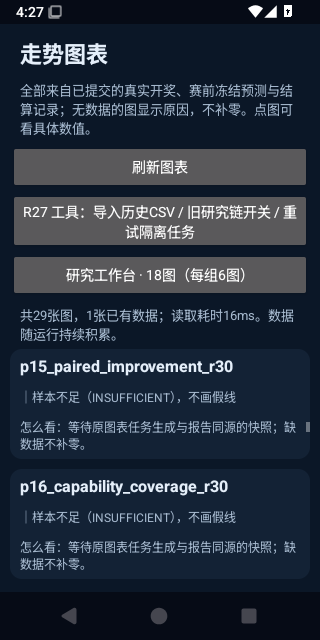 4:27
走势图表
全部来自已提交的真实开奖、赛前冻结预测与结
算记录；无数据的图显示原因，不补零。点图可
看具体数值。
刷新图表
R27 工具：导入历史CSV / 旧研究链开关 / 重
试隔离任务
研究工作台 · 18图（每组6图）
共29张图，1张已有数据；读取耗时16ms。数据
随运行持续积累。
p15_paired_improvement_r30
｜样本不足（INSUFFICIENT），不画假线
怎么看：等待原图表任务生成与报告同源的快照；缺
数据不补零。
p16_capability_coverage_r30
｜样本不足（INSUFFICIENT），不画假线
怎么看：等待原图表任务生成与报告同源的快照；缺
数据不补零。